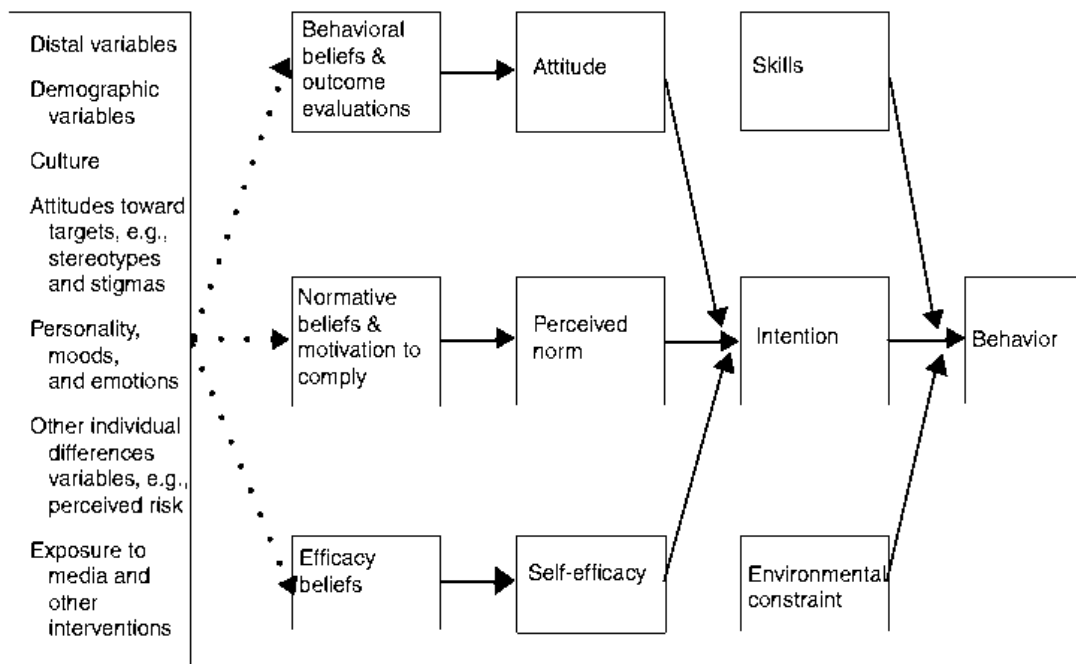 Distal variables
Demographic
variables
Culture
Attitudes toward
targets, e.g.,
stereotypes
and stigmas
Personality,
moods,
and emotions
Other individual
differences
variables, e.g.,
perceived risk
Exposure to
media and
other
interventions
Behavioral
beliefs &
outcome
evaluations
Attitude
Skills
Normative
beliefs &
motivation to
comply
Perceived
norm
Intention
Behavior
Efficacy
beliefs
Self-efficacy
Environmental
constraint